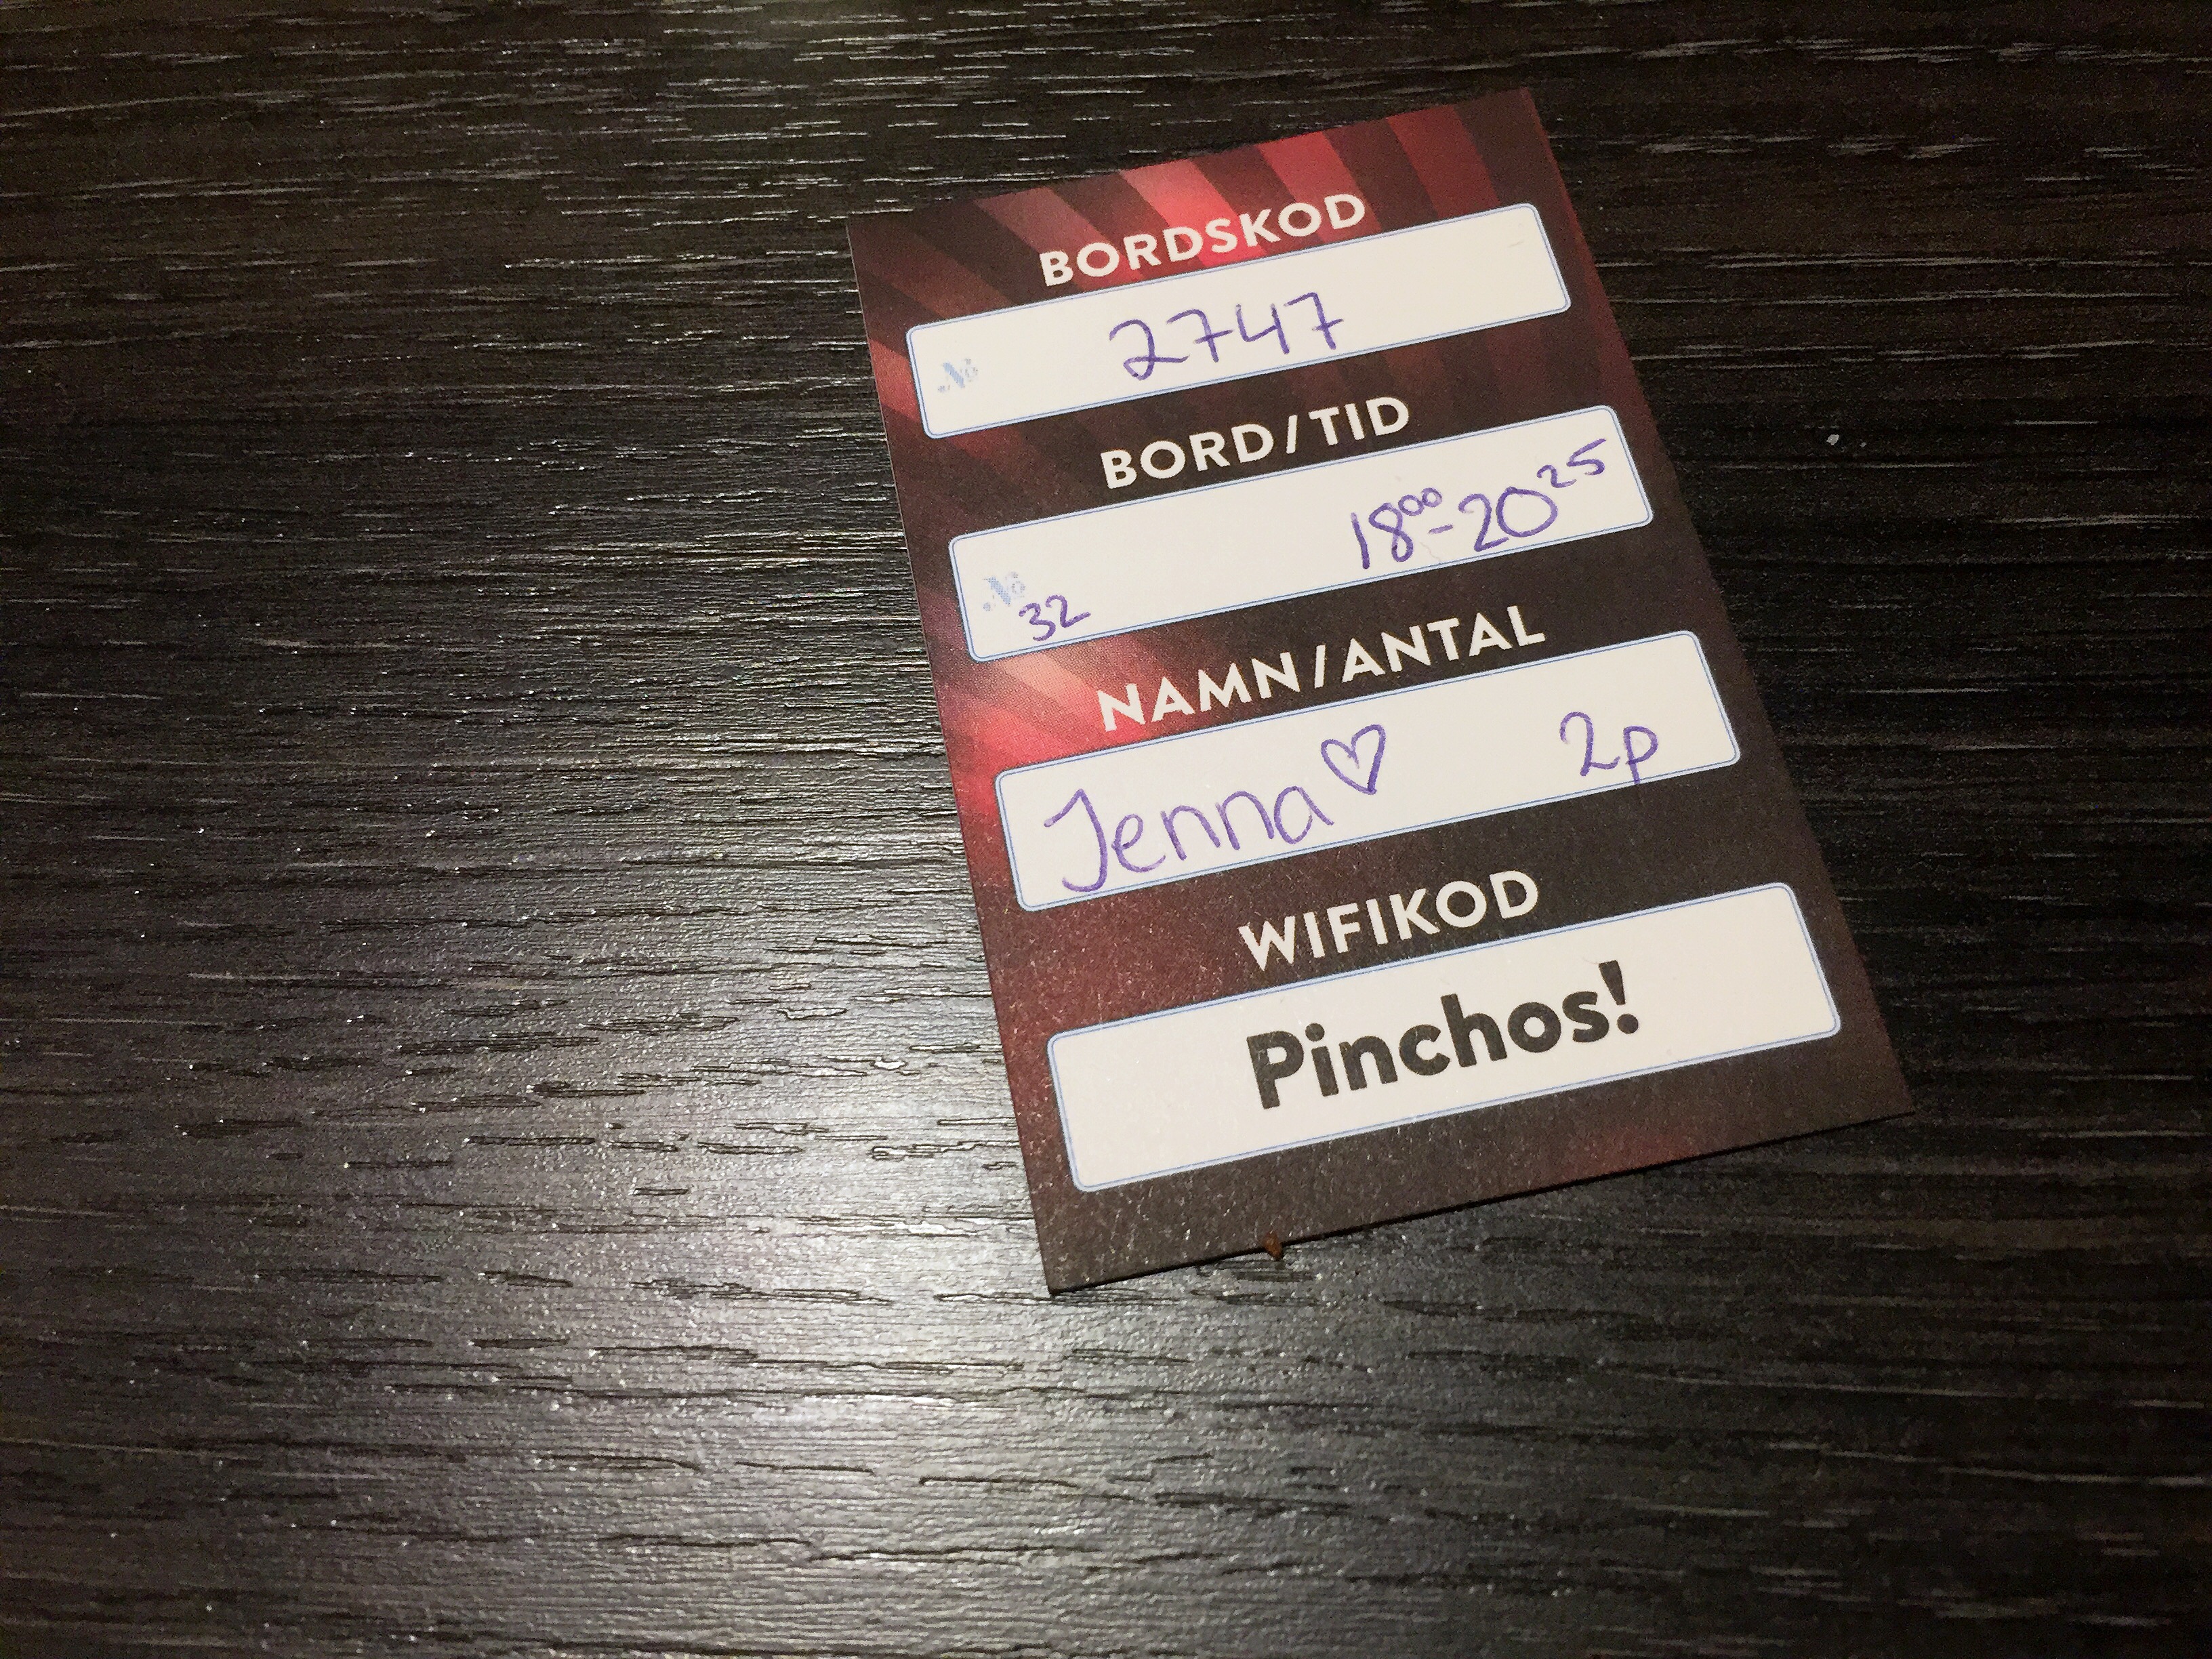 BORDSKOD
№ 2747
BORD/TID
№ 32 18⁰⁰-20²⁵
NAMN/ANTAL
Jenna♡ 2p
WIFIKOD
Pinchos!